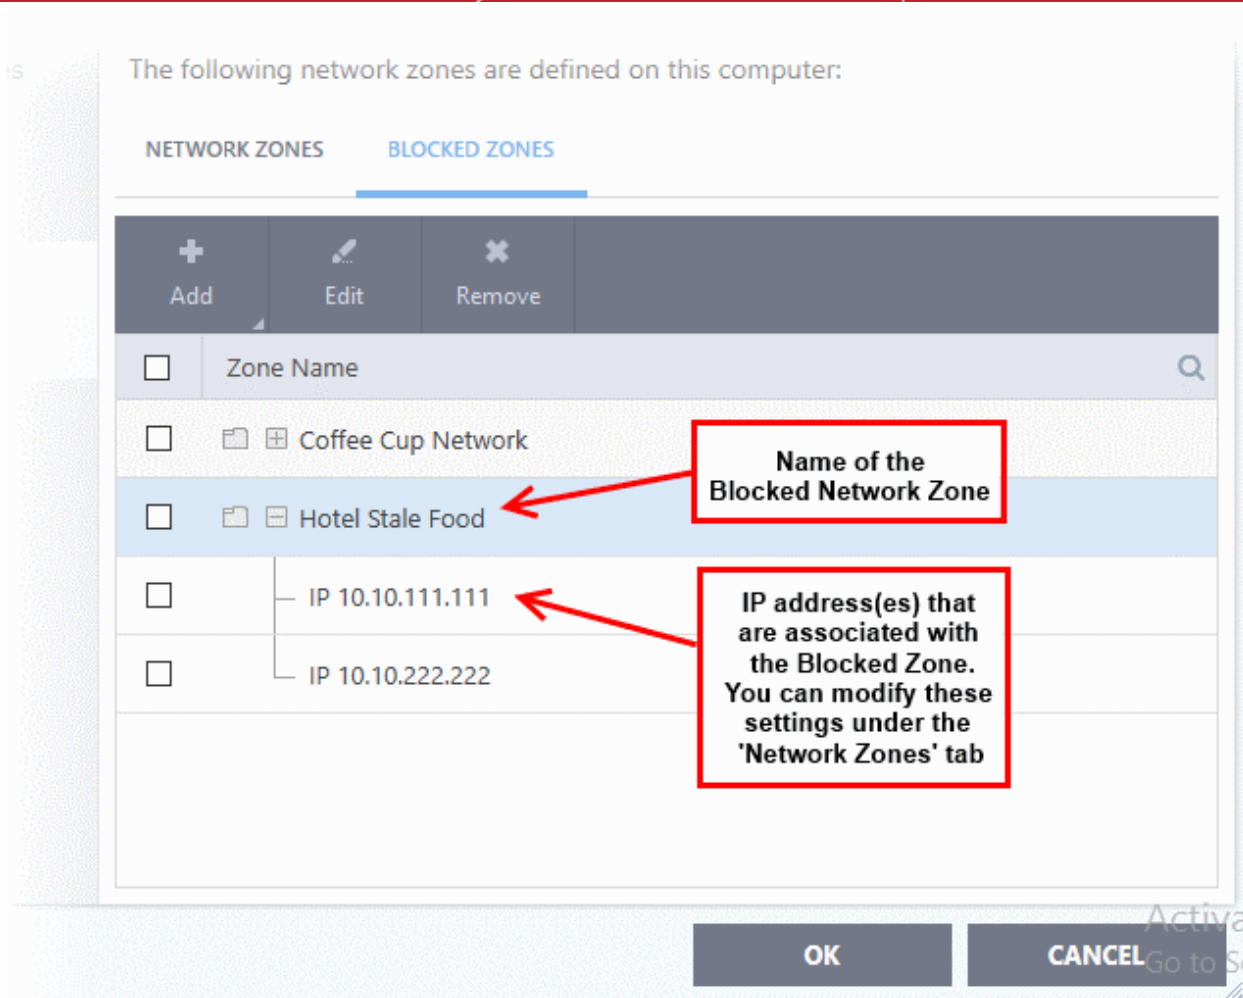 The following network zones are defined on this computer:
NETWORK ZONES BLOCKED ZONES
Add Edit Remove
Zone Name
Coffee Cup Network
Name of the
Blocked Network Zone
Hotel Stale Food
IP 10.10.111.111
IP address(es) that
are associated with
the Blocked Zone.
You can modify these
settings under the
'Network Zones' tab
IP 10.10.222.222
OK CANCEL
Activa
Go to S